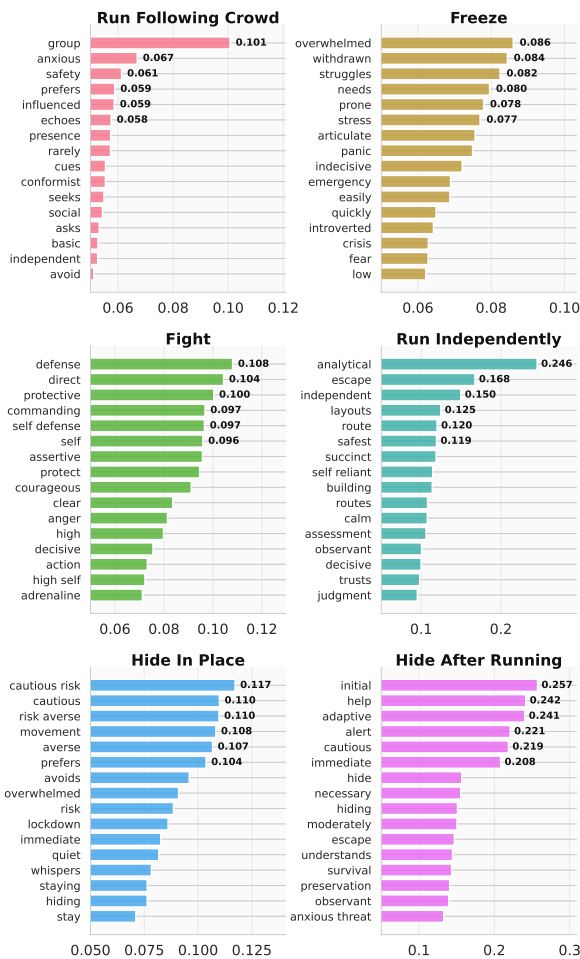 Run Following Crowd
group 0.101
anxious 0.067
safety 0.061
prefers 0.059
influenced 0.059
echoes 0.058
presence
rarely
cues
conformist
seeks
social
asks
basic
independent
avoid
0.06 0.08 0.10 0.12
Freeze
overwhelmed 0.086
withdrawn 0.084
struggles 0.082
needs 0.080
prone 0.078
stress 0.077
articulate
panic
indecisive
emergency
easily
quickly
introverted
crisis
fear
low
0.06 0.08 0.10
Fight
defense 0.108
direct 0.104
protective 0.100
commanding 0.097
self defense 0.097
self 0.096
assertive
protect
courageous
clear
anger
high
decisive
action
high self
adrenaline
0.06 0.08 0.10 0.12
Run Independently
analytical 0.246
escape 0.168
independent 0.150
layouts 0.125
route 0.120
safest 0.119
succinct
self reliant
building
routes
calm
assessment
observant
decisive
trusts
judgment
0.1 0.2
Hide In Place
cautious risk 0.117
cautious 0.110
risk averse 0.110
movement 0.108
averse 0.107
prefers 0.104
avoids
overwhelmed
risk
lockdown
immediate
quiet
whispers
staying
hiding
stay
0.050 0.075 0.100 0.125
Hide After Running
initial 0.257
help 0.242
adaptive 0.241
alert 0.221
cautious 0.219
immediate 0.208
hide
necessary
hiding
moderately
escape
understands
survival
preservation
observant
anxious threat
0.1 0.2 0.3